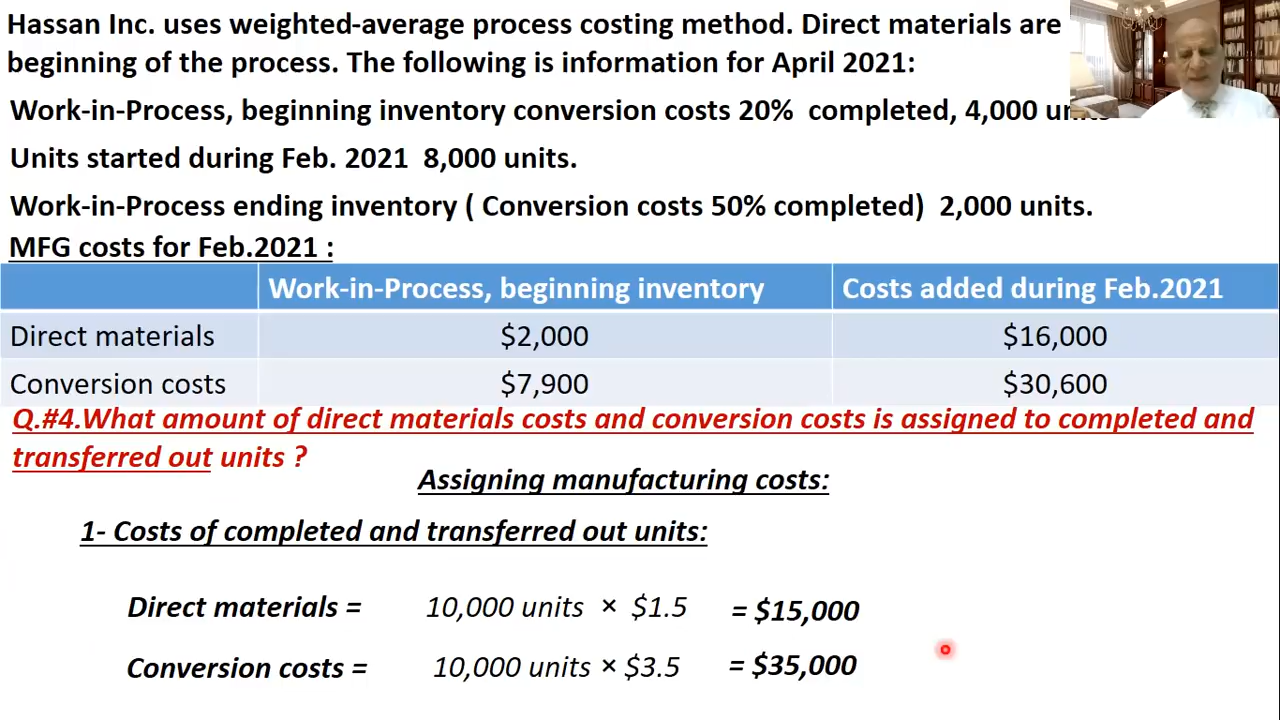 Hassan Inc. uses weighted-average process costing method. Direct materials are
beginning of the process. The following is information for April 2021:
Work-in-Process, beginning inventory conversion costs 20% completed, 4,000 units
Units started during Feb. 2021 8,000 units.
Work-in-Process ending inventory ( Conversion costs 50% completed) 2,000 units.
MFG costs for Feb.2021 :
Work-in-Process, beginning inventory Costs added during Feb.2021
Direct materials $2,000 $16,000
Conversion costs $7,900 $30,600
Q.#4.What amount of direct materials costs and conversion costs is assigned to completed and
transferred out units ?
Assigning manufacturing costs:
1- Costs of completed and transferred out units:
Direct materials = 10,000 units × $1.5 = $15,000
Conversion costs = 10,000 units × $3.5 = $35,000